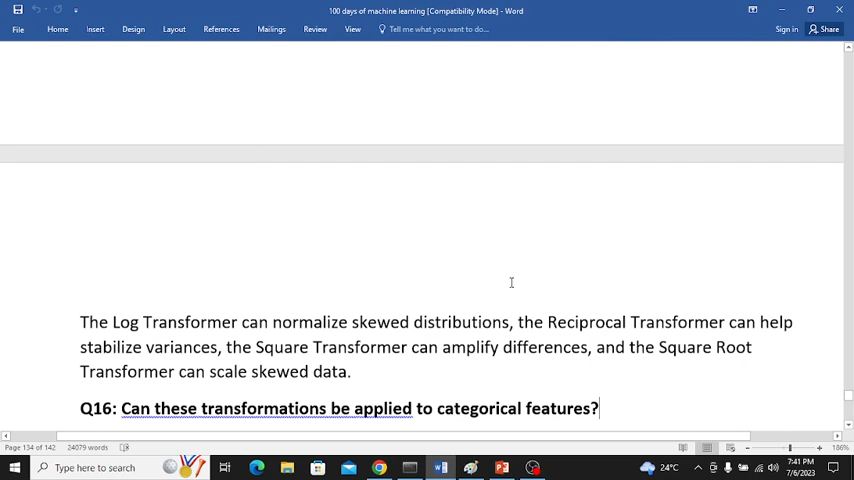 100 days of machine learning [Compatibility Mode] - Word
File Home Insert Design Layout References Mailings Review View Tell me what you want to do... Sign in Share
The Log Transformer can normalize skewed distributions, the Reciprocal Transformer can help
stabilize variances, the Square Transformer can amplify differences, and the Square Root
Transformer can scale skewed data.
Q16: Can these transformations be applied to categorical features?
Page 134 of 142 24079 words 186%
Type here to search 24°C 7:41 PM
7/6/2023